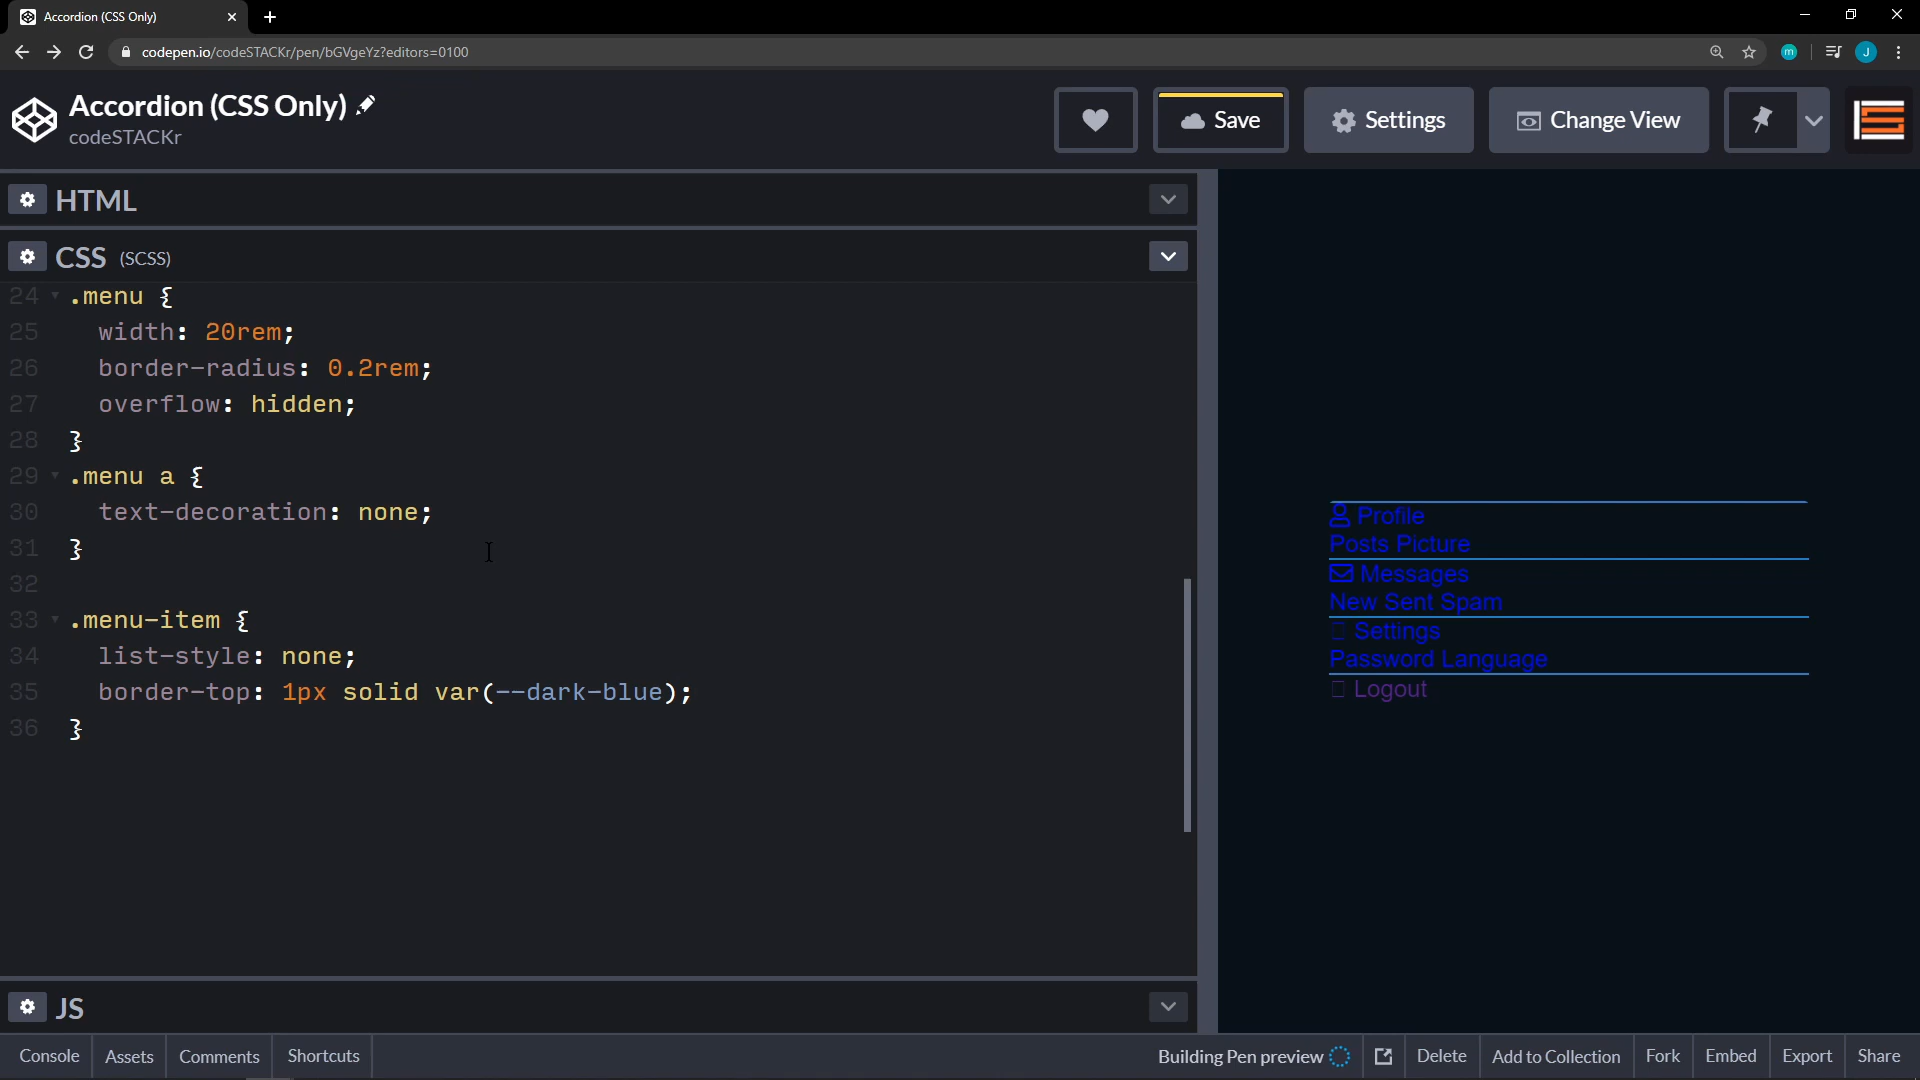 Accordion (CSS Only)
codepen.io/codeSTACKr/pen/bGVgeYz?editors=0100
m
J
Accordion (CSS Only)
codeSTACKr
Save
Settings
Change View
HTML
CSS (SCSS)
24 .menu {
25 width: 20rem;
26 border-radius: 0.2rem;
27 overflow: hidden;
28 }
29 .menu a {
30 text-decoration: none;
31 }
32
33 .menu-item {
34 list-style: none;
35 border-top: 1px solid var(--dark-blue);
36 }
Profile
Posts Picture
Messages
New Sent Spam
Settings
Password Language
Logout
JS
Console
Assets
Comments
Shortcuts
Building Pen preview
Delete
Add to Collection
Fork
Embed
Export
Share